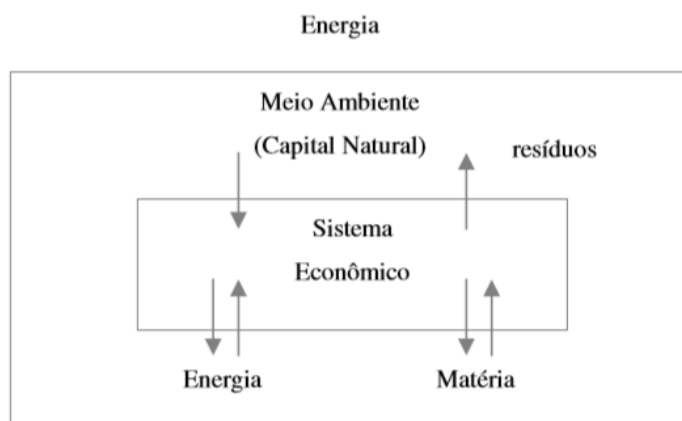 Energia
Meio Ambiente
(Capital Natural)
resíduos
Sistema
Econômico
Energia
Matéria